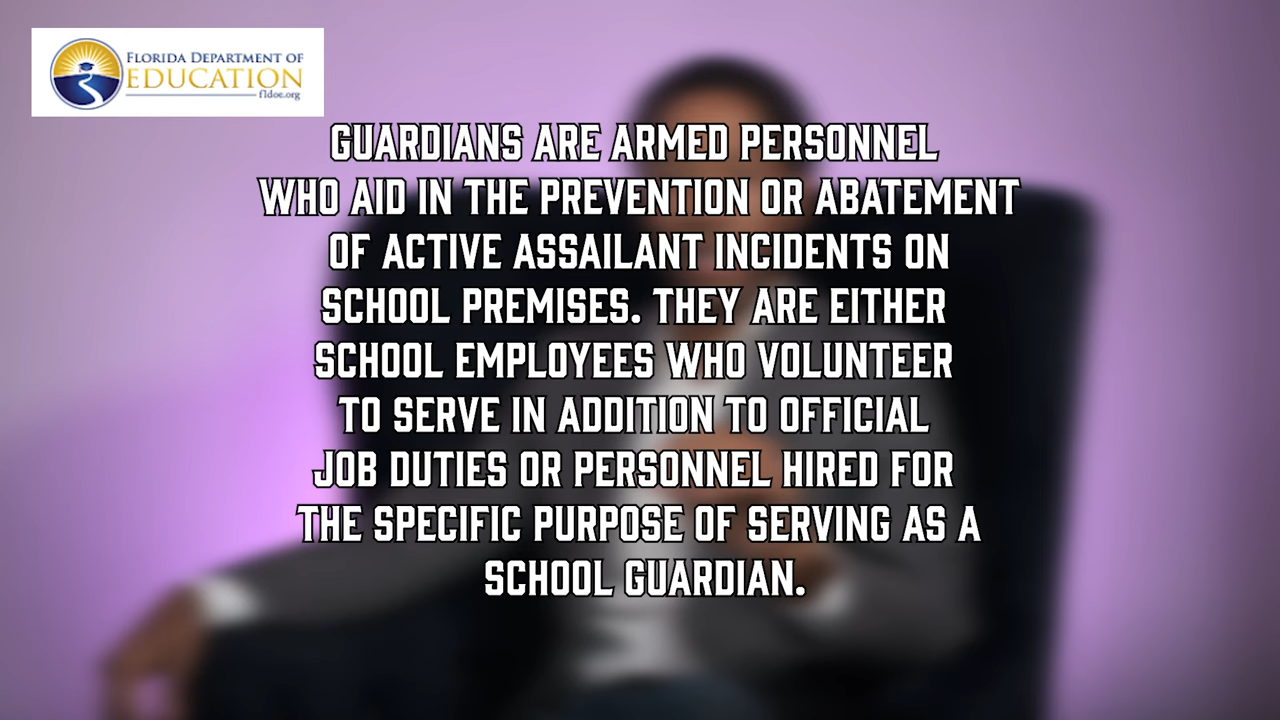 FLORIDA DEPARTMENT OF
EDUCATION
fldoe.org
GUARDIANS ARE ARMED PERSONNEL
WHO AID IN THE PREVENTION OR ABATEMENT
OF ACTIVE ASSAILANT INCIDENTS ON
SCHOOL PREMISES. THEY ARE EITHER
SCHOOL EMPLOYEES WHO VOLUNTEER
TO SERVE IN ADDITION TO OFFICIAL
JOB DUTIES OR PERSONNEL HIRED FOR
THE SPECIFIC PURPOSE OF SERVING AS A
SCHOOL GUARDIAN.